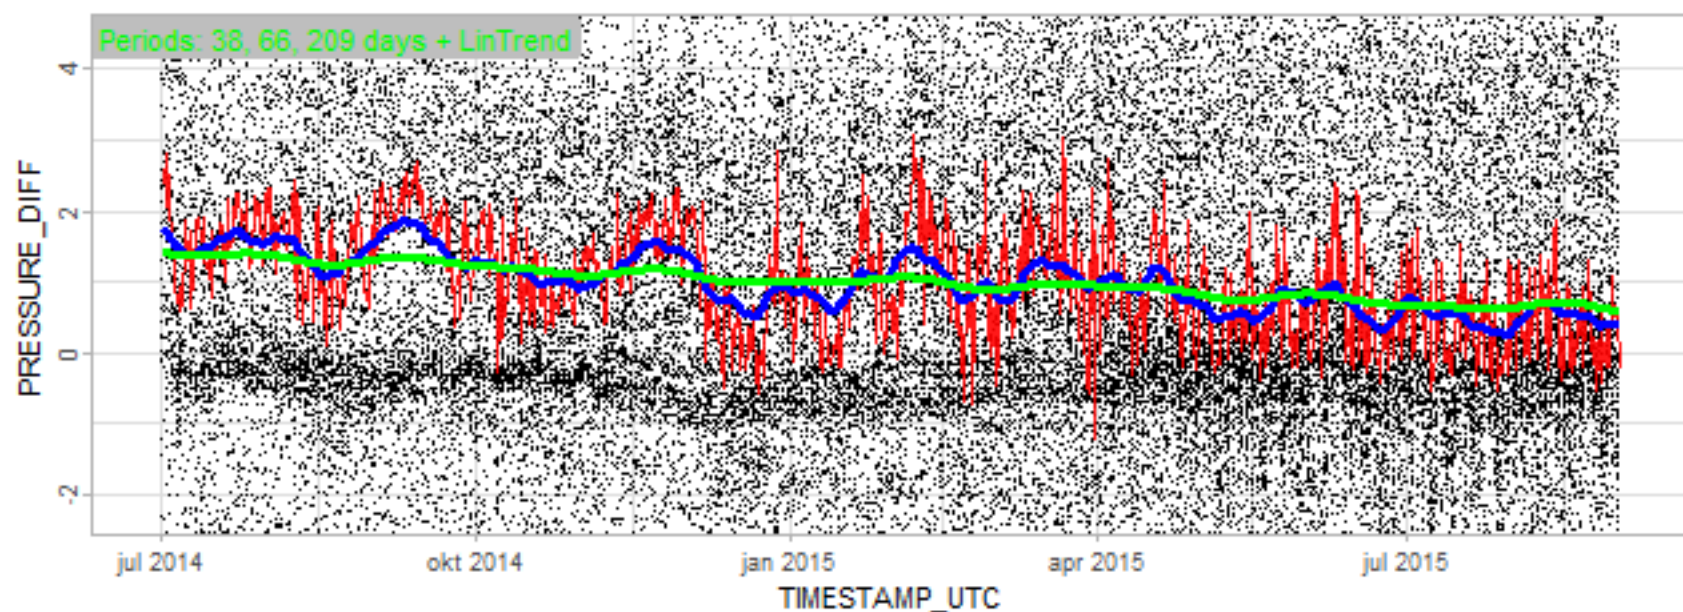 Periods: 38, 66, 209 days + LinTrend
4
2
0
-2
PRESSURE_DIFF
jul 2014
okt 2014
jan 2015
apr 2015
jul 2015
TIMESTAMP_UTC